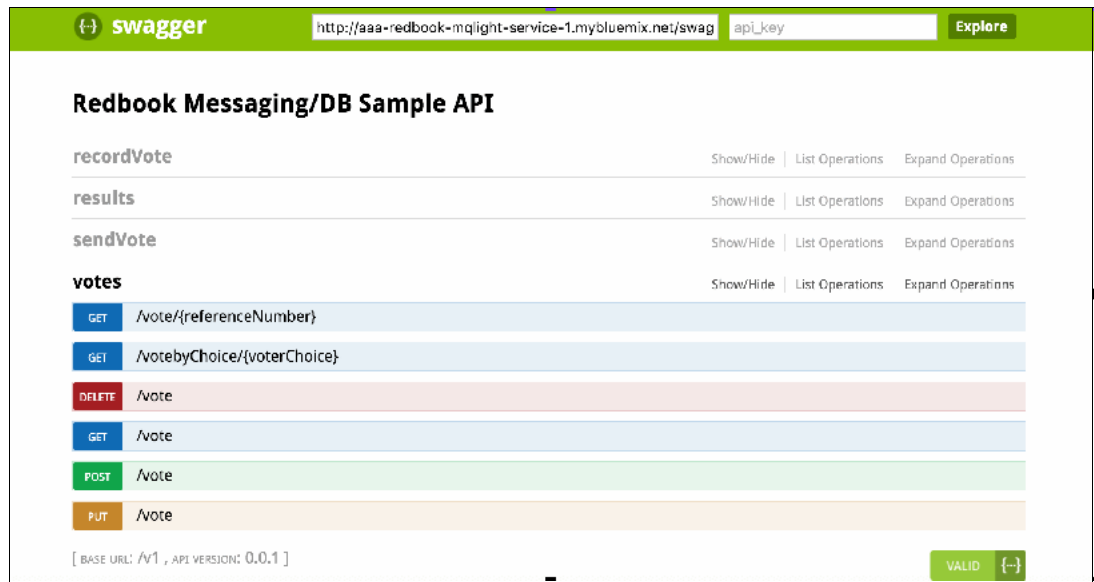 {··} swagger http://aaa-redbook-mqlight-service-1.mybluemix.net/swag api_key Explore
Redbook Messaging/DB Sample API
recordVote Show/Hide List Operations Expand Operations
results Show/Hide List Operations Expand Operations
sendVote Show/Hide List Operations Expand Operations
votes Show/Hide List Operations Expand Operations
GET /vote/{referenceNumber}
GET /votebyChoice/{voterChoice}
DELETE /vote
GET /vote
POST /vote
PUT /vote
[ BASE URL: /v1 , API VERSION: 0.0.1 ]
VALID {···}